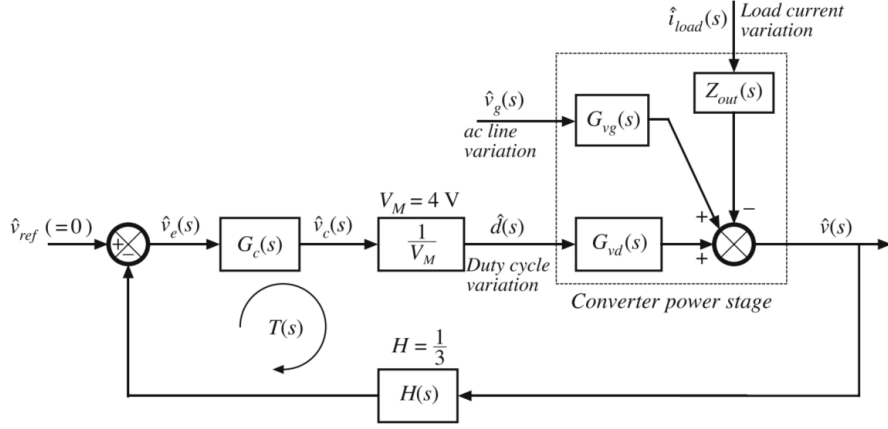 î_load(s)
Load current
variation
Z_out(s)
v̂_g(s)
ac line
variation
G_vg(s)
V_M = 4 V
v̂_ref (=0)
+
−
v̂_e(s)
G_c(s)
v̂_c(s)
1
V_M
d̂(s)
Duty cycle
variation
G_vd(s)
+
+
−
v̂(s)
Converter power stage
T(s)
H = 1/3
H(s)